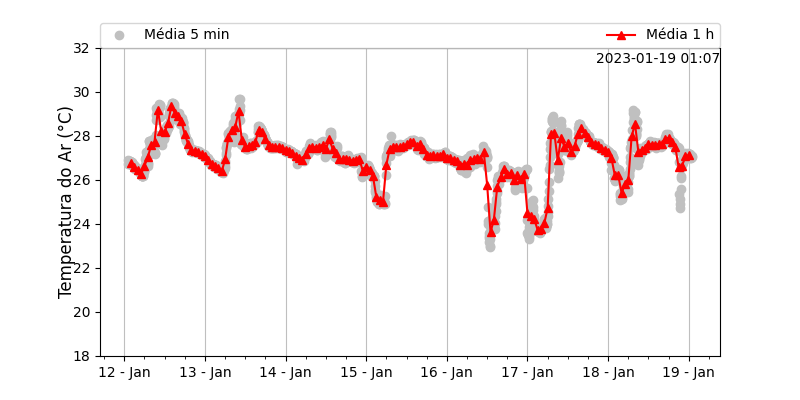 Média 5 min
Média 1 h
2023-01-19 01:07
Temperatura do Ar (°C)
32
30
28
26
24
22
20
18
12 - Jan
13 - Jan
14 - Jan
15 - Jan
16 - Jan
17 - Jan
18 - Jan
19 - Jan